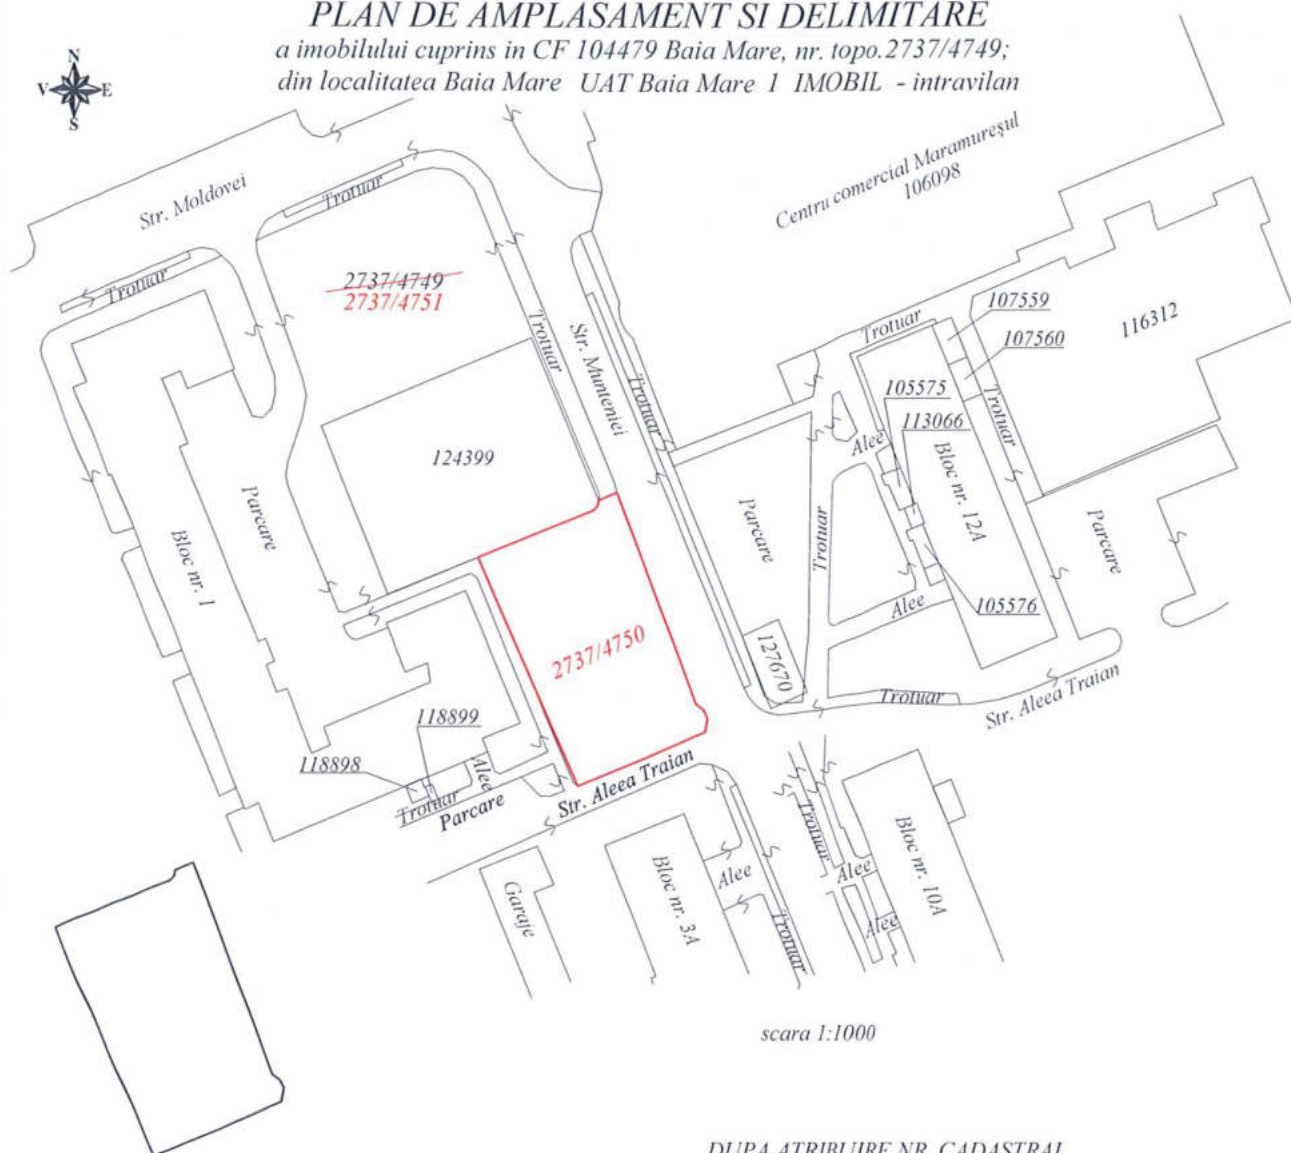 PLAN DE AMPLASAMENT SI DELIMITARE
a imobilului cuprins in CF 104479 Baia Mare, nr. topo.2737/4749;
din localitatea Baia Mare UAT Baia Mare 1 IMOBIL - intravilan
N
V E
S
Str. Moldovei
Trotuar
Trotuar
Centru comercial Maramureşul
106098
2737/4749
2737/4751
Trotuar
Str. Munteniei
Trotuar
Trotuar
107559
107560
116312
105575
113066
Alee
Trotuar
Bloc nr. 12A
124399
Parcare
Bloc nr. 1
Parcare
Trotuar
Parcare
Alee
105576
2737/4750
127670
Trotuar
Str. Aleea Traian
118899
118898
Alee
Trotuar
Parcare
Str. Aleea Traian
Trotuar
Bloc nr. 10A
Alee
Alee
Alee
Garaje
Bloc nr. 3A
Trotuar
scara 1:1000
DUPA ATRIBUIRE NR. CADASTRAL